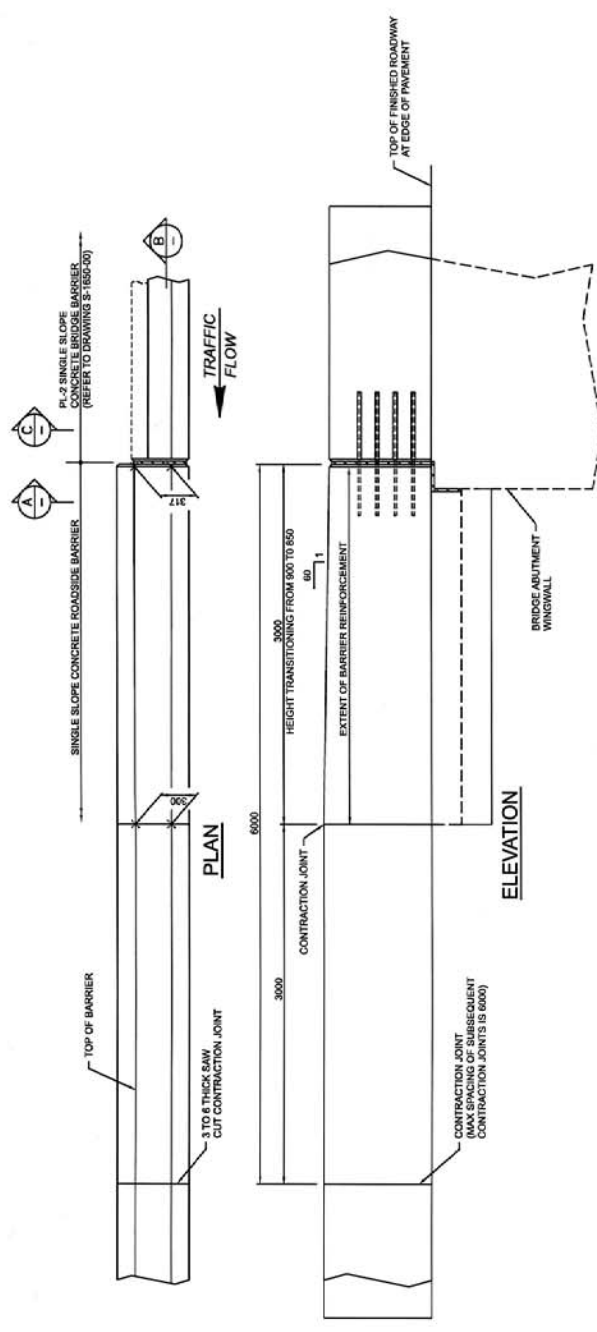 SINGLE SLOPE CONCRETE ROADSIDE BARRIER
A
C
PL-2 SINGLE SLOPE
CONCRETE BRIDGE BARRIER
(REFER TO DRAWING S-1650-00)
B
TOP OF BARRIER
3 TO 6 THICK SAW
CUT CONTRACTION JOINT
300
317
TRAFFIC
FLOW
PLAN
6000
3000
3000
HEIGHT TRANSITIONING FROM 900 TO 850
60
1
CONTRACTION JOINT
EXTENT OF BARRIER REINFORCEMENT
TOP OF FINISHED ROADWAY
AT EDGE OF PAVEMENT
CONTRACTION JOINT
(MAX SPACING OF SUBSEQUENT
CONTRACTION JOINTS IS 6000)
BRIDGE ABUTMENT
WINGWALL
ELEVATION